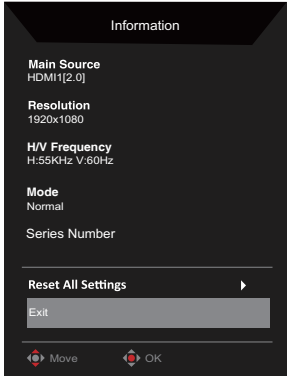 Information
Main Source
HDMI1[2.0]
Resolution
1920x1080
H/V Frequency
H:55KHz V:60Hz
Mode
Normal
Series Number
Reset All Settings
Exit
Move OK